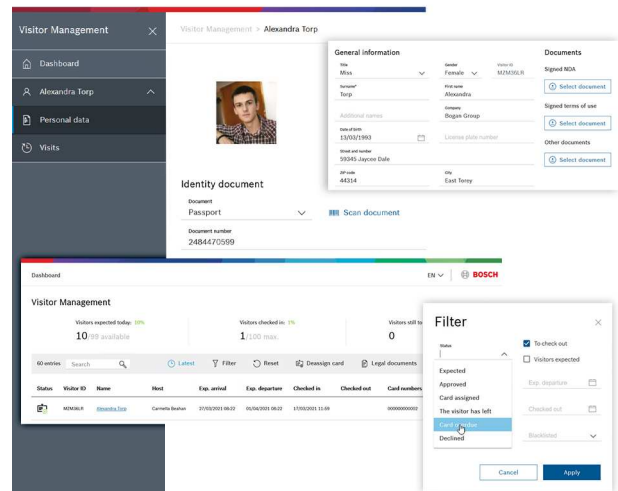 Visitor Management
Dashboard
Alexandra Torp
Personal data
Visits
Visitor Management > Alexandra Torp
General information
Title
Miss
Gender
Female
Visitor ID
MZM36LR
Surname*
Torp
First name
Alexandra
Additional names
Company
Bogan Group
Date of birth
13/03/1993
License plate number
Street and number
59345 Jaycee Dale
ZIP code
44314
City
East Torey
Documents
Signed NDA
Select document
Signed terms of use
Select document
Other documents
Select document
Identity document
Document
Passport
Scan document
Document number
2484470599
Dashboard
EN
BOSCH
Visitor Management
Visitors expected today: 10%
10/99 available
Visitors checked in: 1%
1/100 max.
Visitors still to
0
60 entries Search Latest Filter Reset Deassign card Legal documents
Status Visitor ID Name Host Exp. arrival Exp. departure Checked in Checked out Card numbers
MZM36LR Alexandra Torp Carmella Beahan 27/03/2021 06:22 01/04/2021 06:22 17/03/2021 11:59
Filter
Status
Expected
Approved
Card assigned
The visitor has left
Card overdue
Declined
To check out
Visitors expected
Exp. departure
Checked out
Blacklisted
Cancel
Apply